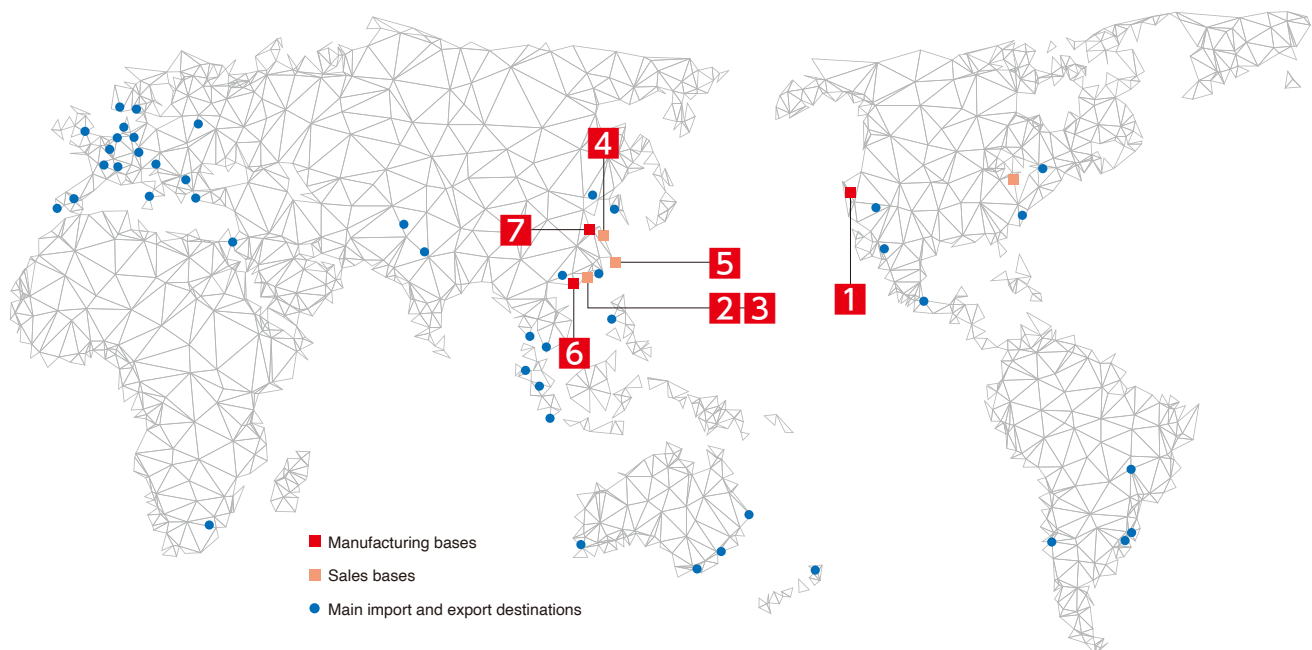 4
7
5
2 3
1
6
Manufacturing bases
Sales bases
Main import and export destinations